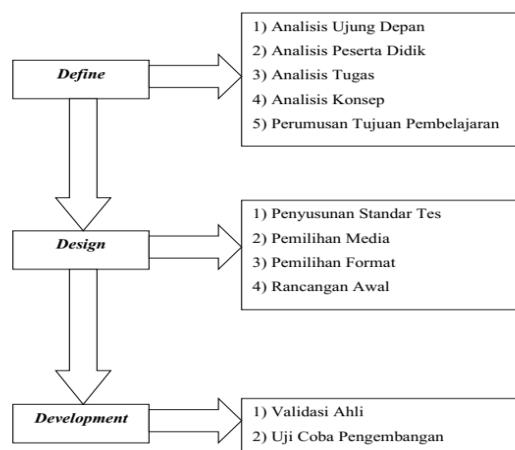 Define
1) Analisis Ujung Depan
2) Analisis Peserta Didik
3) Analisis Tugas
4) Analisis Konsep
5) Perumusan Tujuan Pembelajaran
Design
1) Penyusunan Standar Tes
2) Pemilihan Media
3) Pemilihan Format
4) Rancangan Awal
Development
1) Validasi Ahli
2) Uji Coba Pengembangan